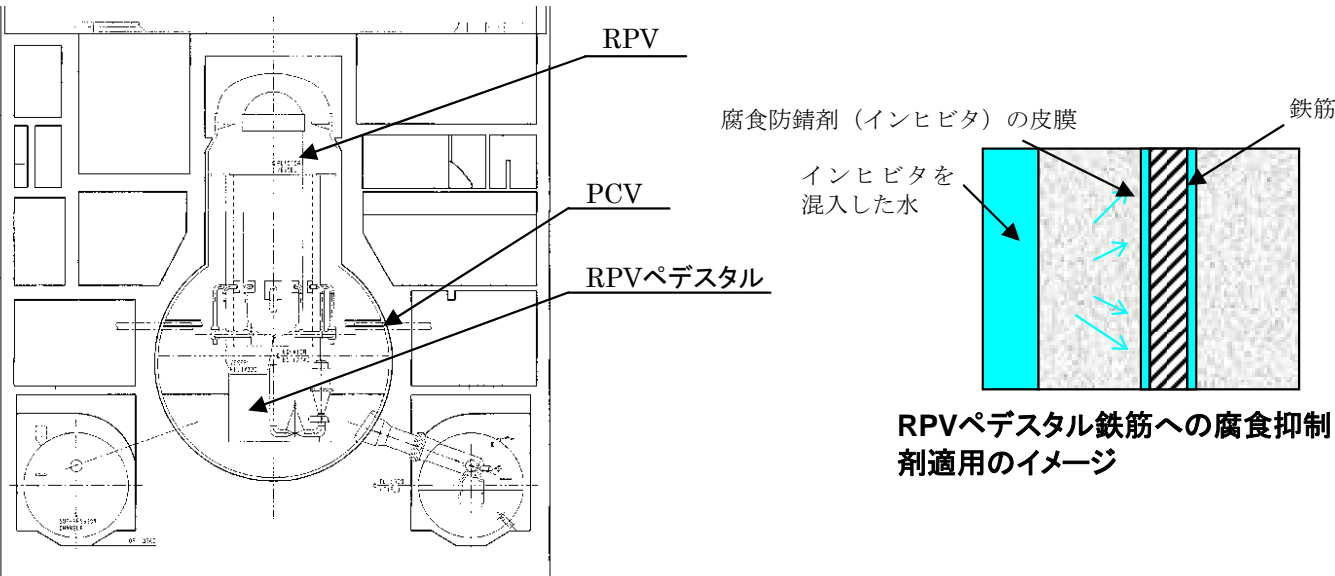 RPV
PCV
RPVペデスタル
腐食防錆剤（インヒビタ）の皮膜
鉄筋
インヒビタを
混入した水
RPVペデスタル鉄筋への腐食抑制
剤適用のイメージ